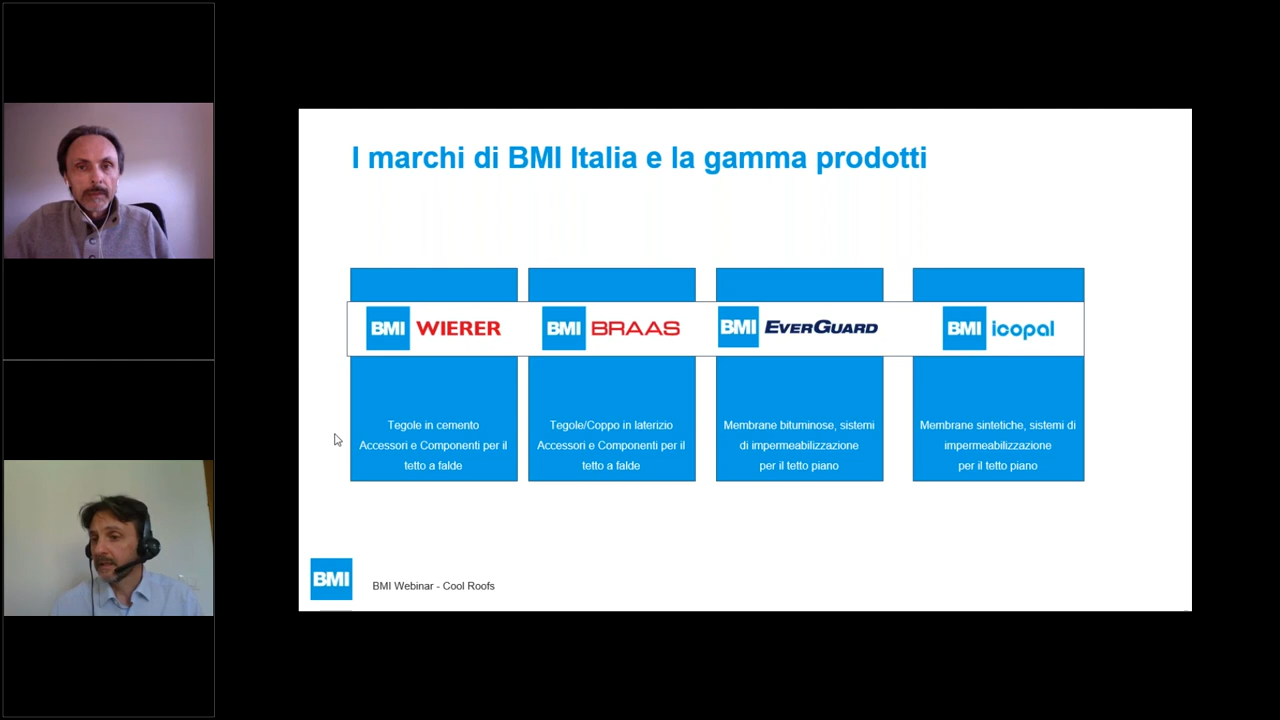 I marchi di BMI Italia e la gamma prodotti
BMI WIERER
BMI BRAAS
BMI EVERGUARD
BMI icopal
Tegole in cemento
Accessori e Componenti per il
tetto a falde
Tegole/Coppo in laterizio
Accessori e Componenti per il
tetto a falde
Membrane bituminose, sistemi
di impermeabilizzazione
per il tetto piano
Membrane sintetiche, sistemi di
impermeabilizzazione
per il tetto piano
BMI
BMI Webinar - Cool Roofs